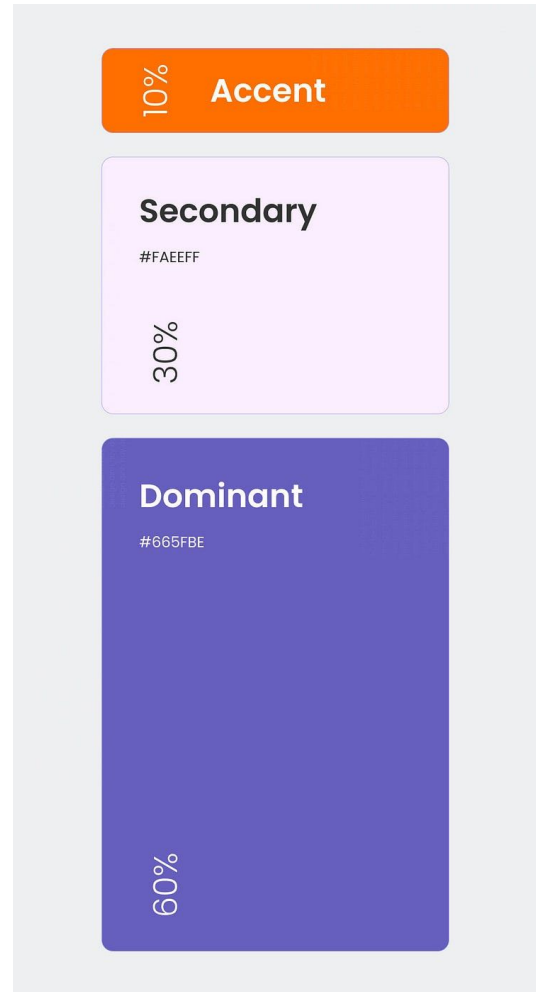 10% Accent
Secondary
#FAEEFF
30%
Dominant
#665FBE
60%